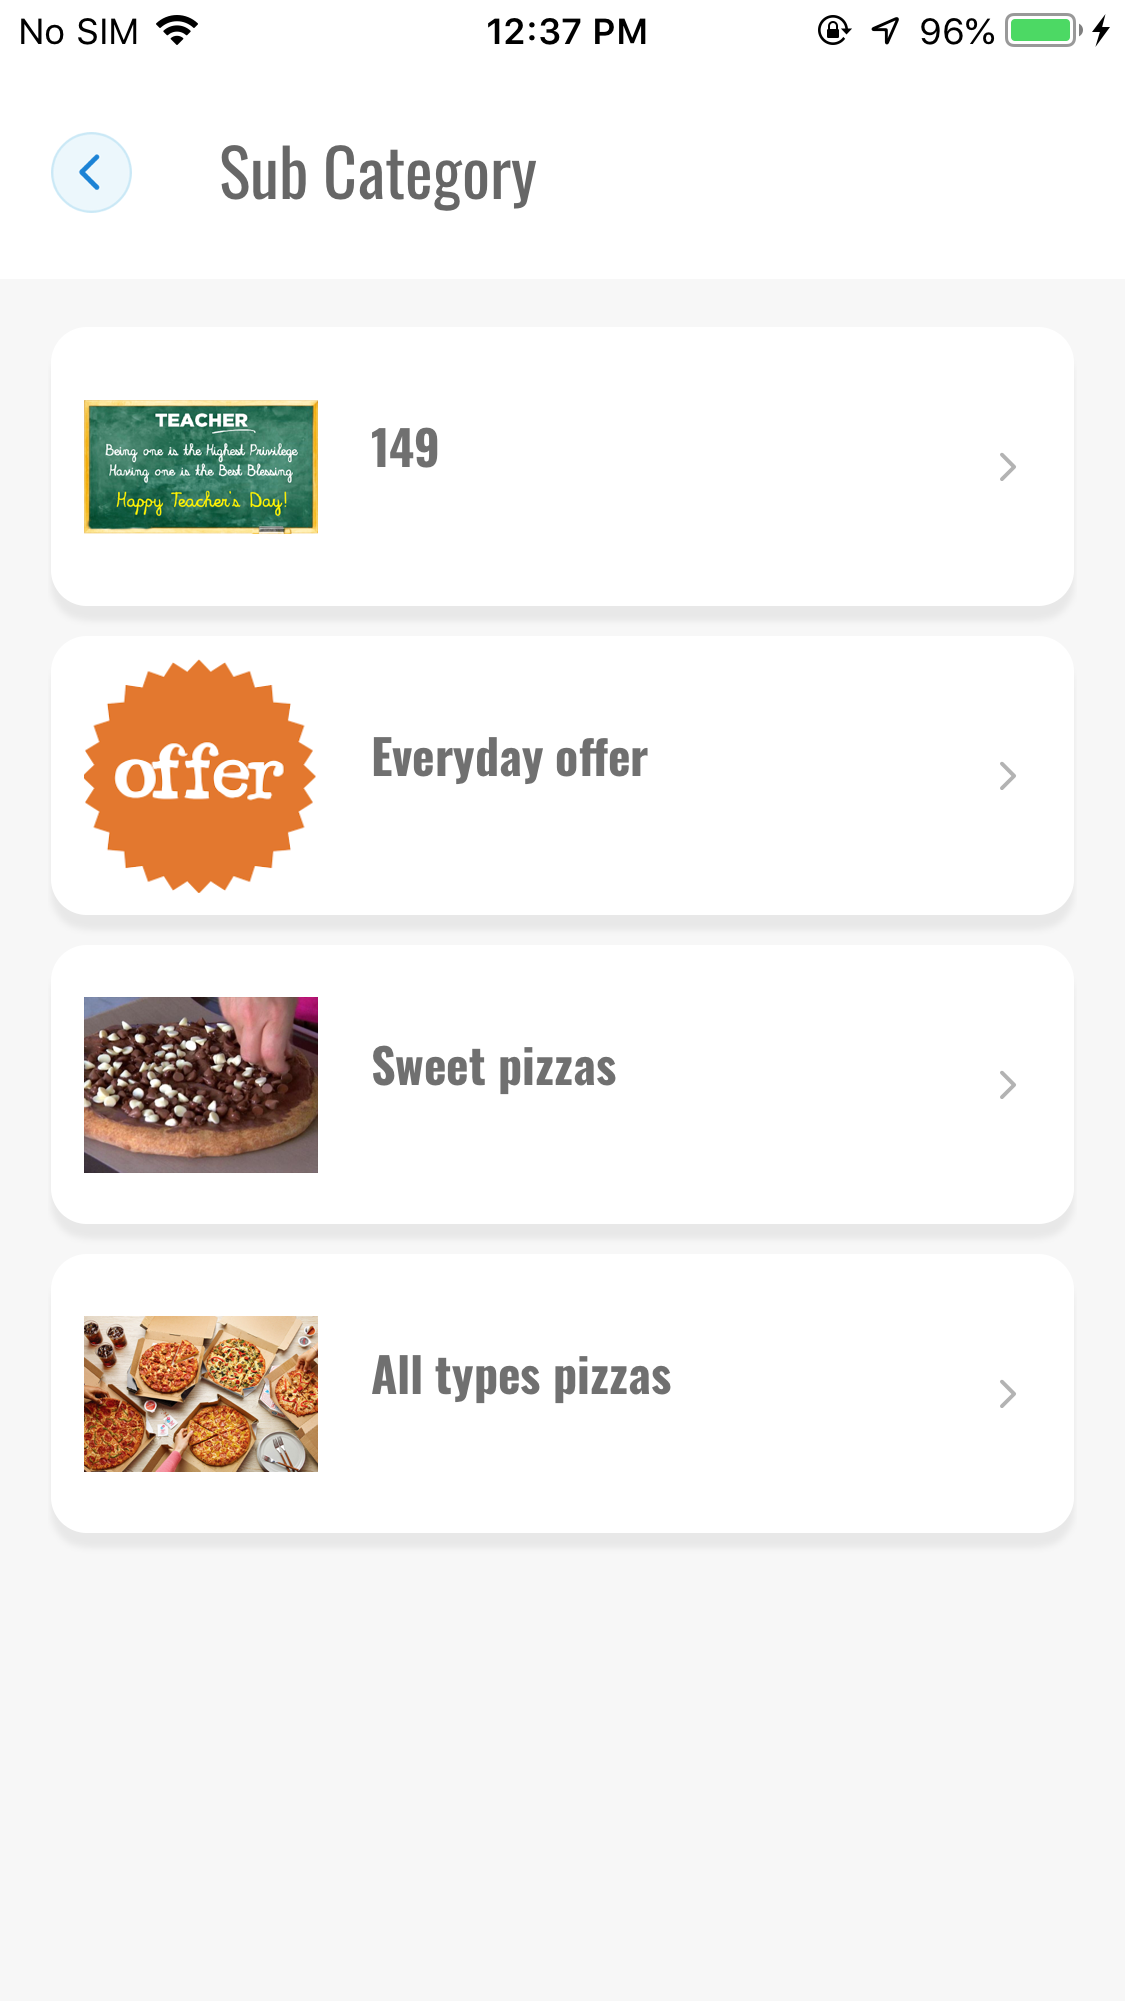 No SIM 12:37 PM 96%
Sub Category
TEACHER
Being one is the Highest Privilege
Having one is the Best Blessing
Happy Teacher's Day!
149
offer
Everyday offer
Sweet pizzas
All types pizzas